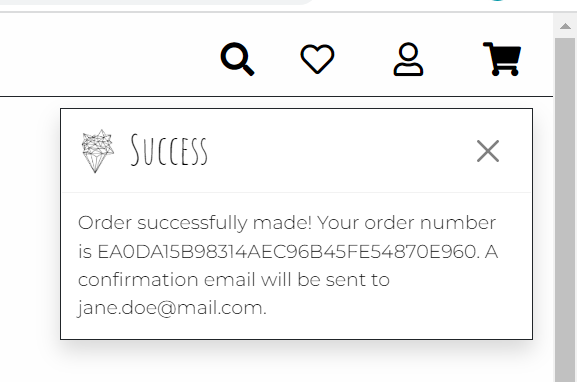 Success
Order successfully made! Your order number
is EA0DA15B98314AEC96B45FE54870E960. A
confirmation email will be sent to
jane.doe@mail.com.